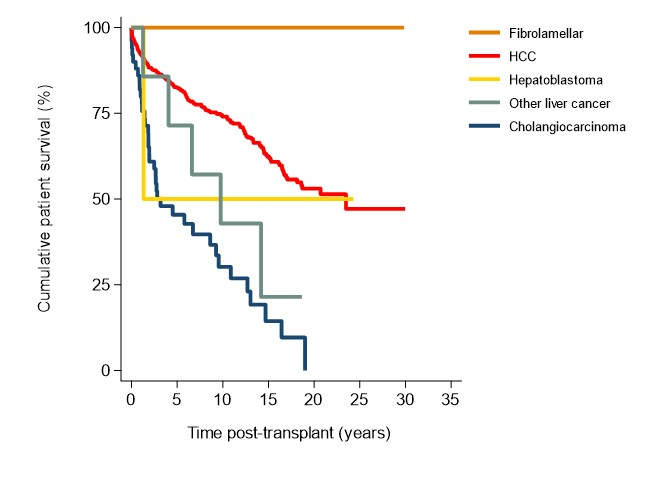 Cumulative patient survival (%)
100
75
50
25
0
0 5 10 15 20 25 30 35
Time post-transplant (years)
Fibrolamellar
HCC
Hepatoblastoma
Other liver cancer
Cholangiocarcinoma